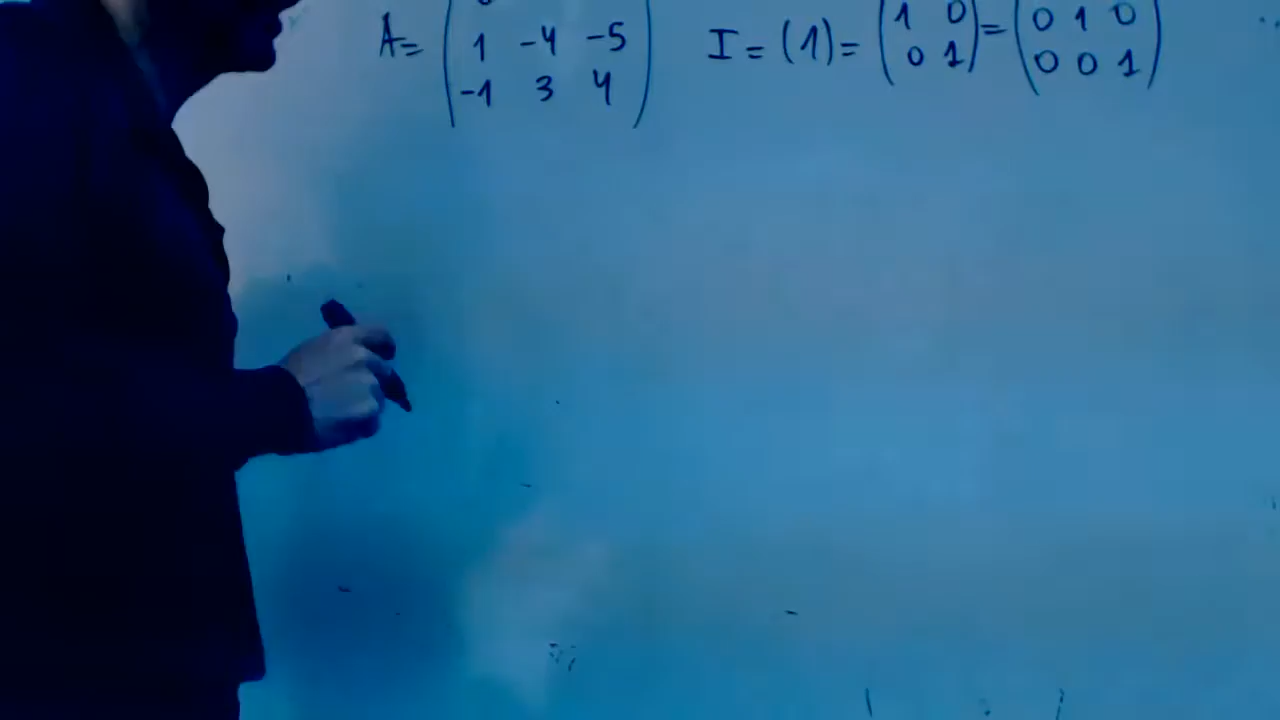 A= ( 1 -4 -5 I = (1) = ( 1 0 ) = ( 0 1 0 )
-1 3 4 ) 0 1 0 0 1